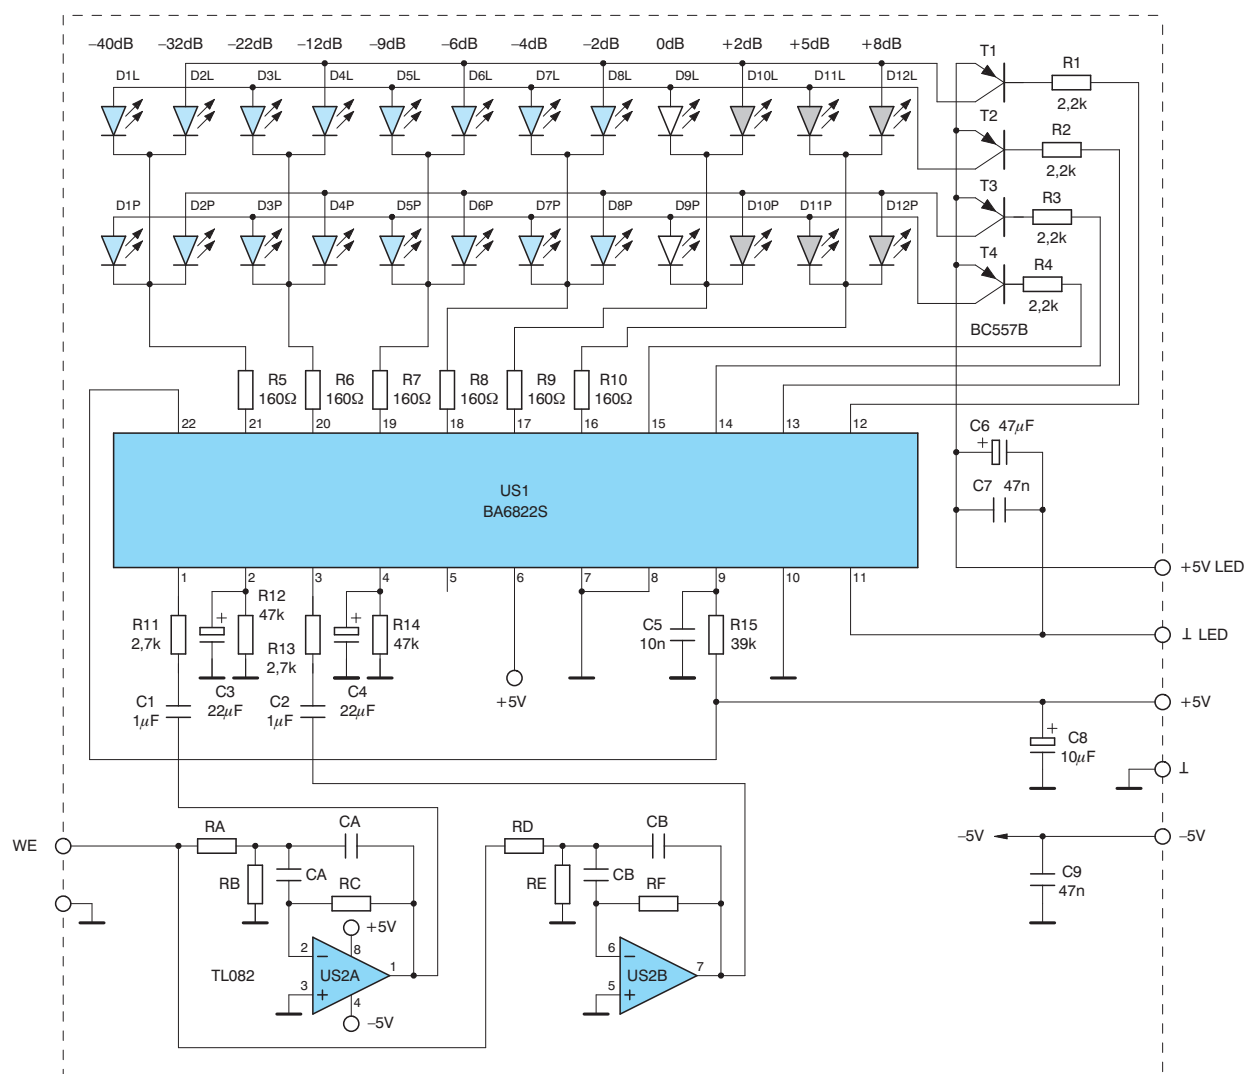 –40dB –32dB –22dB –12dB –9dB –6dB –4dB –2dB 0dB +2dB +5dB +8dB
T1
R1
2,2k
D1L D2L D3L D4L D5L D6L D7L D8L D9L D10L D11L D12L
T2
R2
2,2k
T3
R3
2,2k
D1P D2P D3P D4P D5P D6P D7P D8P D9P D10P D11P D12P
T4
R4
2,2k
BC557B
R5 R6 R7 R8 R9 R10
160Ω 160Ω 160Ω 160Ω 160Ω 160Ω
22 21 20 19 18 17 16 15 14 13 12
C6 47µF
+
C7 47n
US1
BA6822S
1 2 3 4 5 6 7 8 9 10 11
+5V LED
⊥ LED
R11
2,7k
+
R12
47k
R13
2,7k
+
R14
47k
C5
10n
R15
39k
C1
1µF
C3
22µF
C2
1µF
C4
22µF
+5V
+5V
+
C8
10µF
⊥
–5V
–5V
C9
47n
WE
RA
CA
RB
CA
RC
RD
CB
RE
CB
RF
+5V
8
2
–
TL082
US2A
1
3
+
4
–5V
6
–
US2B
7
5
+